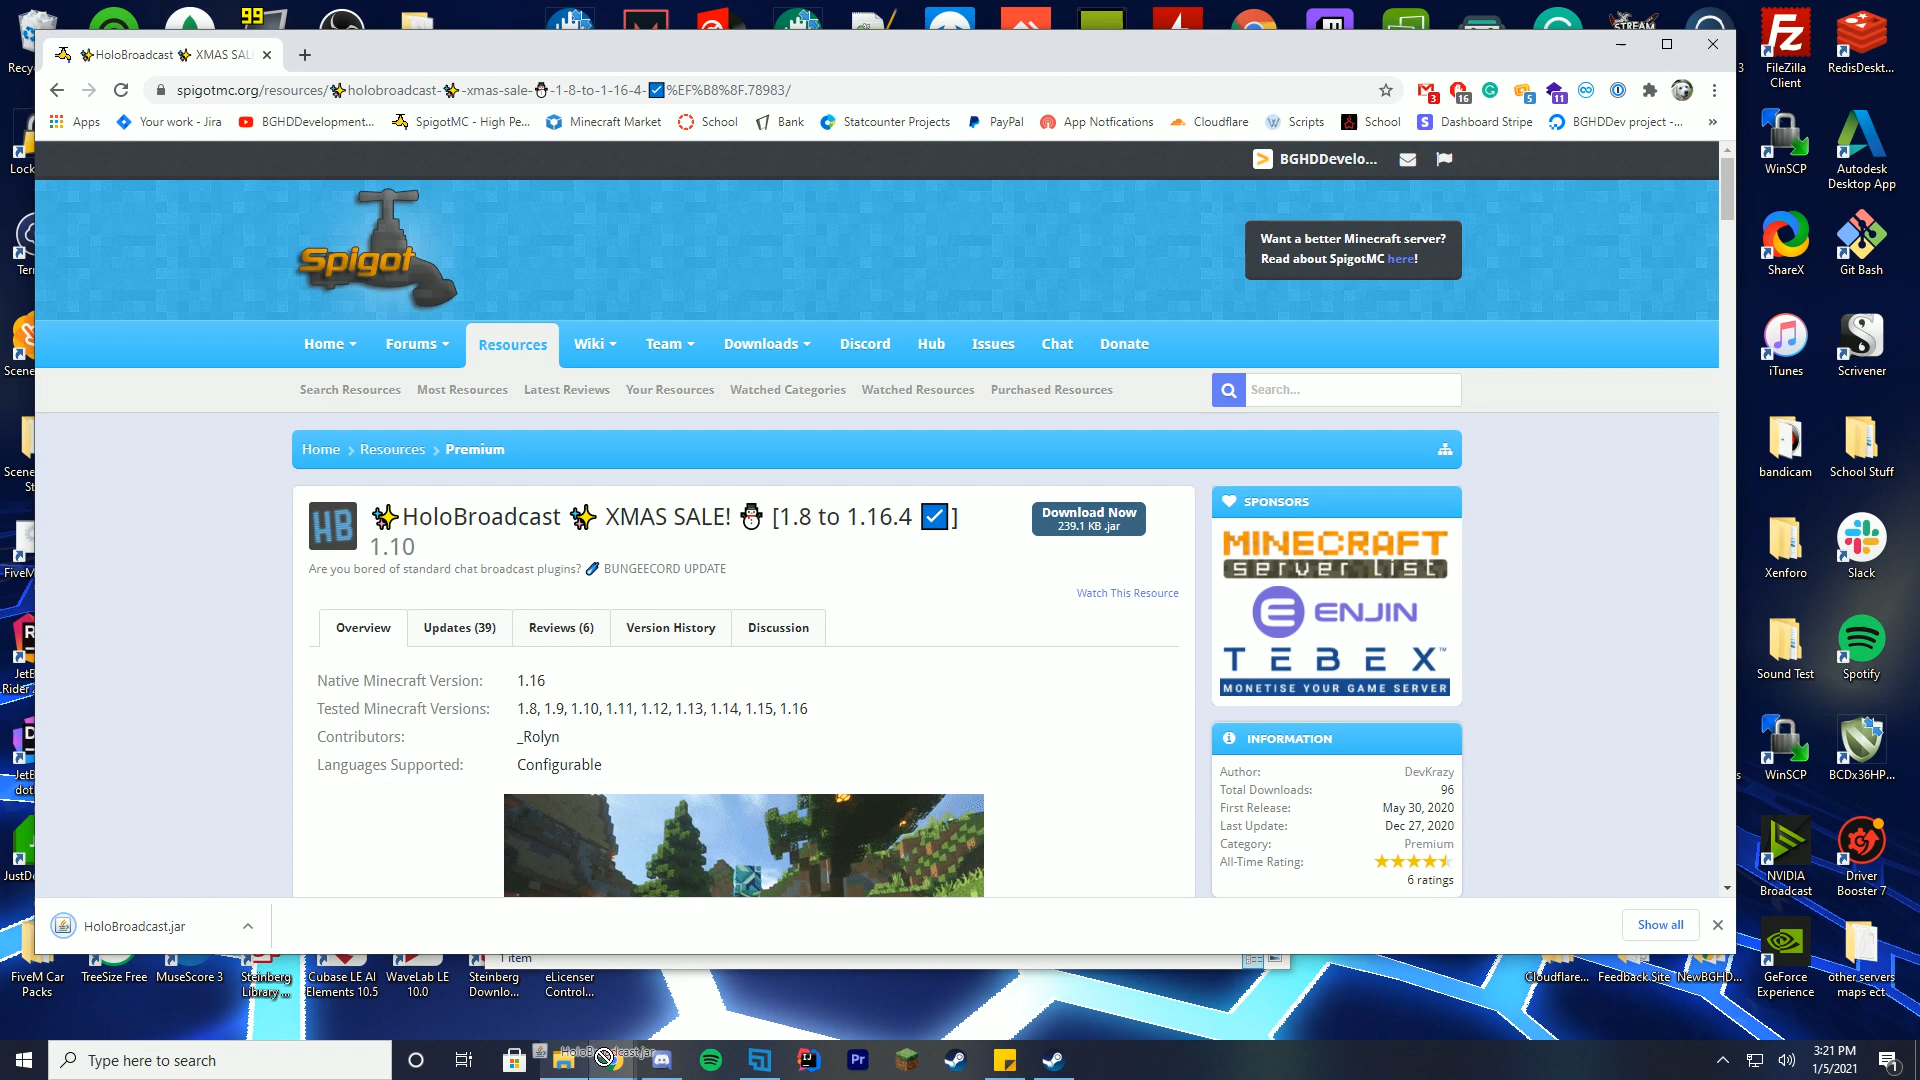 99
HoloBroadcast XMAS SAL
spigotmc.org/resources/✨holobroadcast-✨-xmas-sale-⛄-1-8-to-1-16-4-☑%EF%B8%8F.78983/
3
16
5
11
Apps
Your work - Jira
BGHDDevelopment...
SpigotMC - High Pe...
Minecraft Market
School
Bank
Statcounter Projects
PayPal
App Notfications
Cloudflare
Scripts
School
Dashboard Stripe
BGHDDev project -...
»
BGHDDevelo...
Spigot
Want a better Minecraft server?
Read about SpigotMC here!
Home
Forums
Resources
Wiki
Team
Downloads
Discord
Hub
Issues
Chat
Donate
Search Resources
Most Resources
Latest Reviews
Your Resources
Watched Categories
Watched Resources
Purchased Resources
Search...
Home
Resources
Premium
HB
✨HoloBroadcast ✨ XMAS SALE! ⛄ [1.8 to 1.16.4 ☑]
1.10
Download Now
239.1 KB .jar
Are you bored of standard chat broadcast plugins? BUNGEECORD UPDATE
Watch This Resource
Overview
Updates (39)
Reviews (6)
Version History
Discussion
Native Minecraft Version: 1.16
Tested Minecraft Versions: 1.8, 1.9, 1.10, 1.11, 1.12, 1.13, 1.14, 1.15, 1.16
Contributors: _Rolyn
Languages Supported: Configurable
SPONSORS
MINECRAFT
SERVER LIST
ENJIN
TEBEX™
MONETISE YOUR GAME SERVER
INFORMATION
Author: DevKrazy
Total Downloads: 96
First Release: May 30, 2020
Last Update: Dec 27, 2020
Category: Premium
All-Time Rating:
6 ratings
HoloBroadcast.jar
Show all
1 item
FileZilla
Client
RedisDeskt...
WinSCP
Autodesk
Desktop App
ShareX
Git Bash
iTunes
Scrivener
bandicam
School Stuff
Xenforo
Slack
Sound Test
Spotify
WinSCP
BCDx36HP...
NVIDIA
Broadcast
Driver
Booster 7
GeForce
Experience
other servers
maps ect
FiveM Car
Packs
TreeSize Free
MuseScore 3
Steinberg
Library ...
Cubase LE AI
Elements 10.5
WaveLab LE
10.0
Steinberg
Downlo...
eLicenser
Control...
Cloudflare...
Feedback Site
NewBGHD...
Type here to search
HoloBroadcast.jar
Pr
3:21 PM
1/5/2021
1